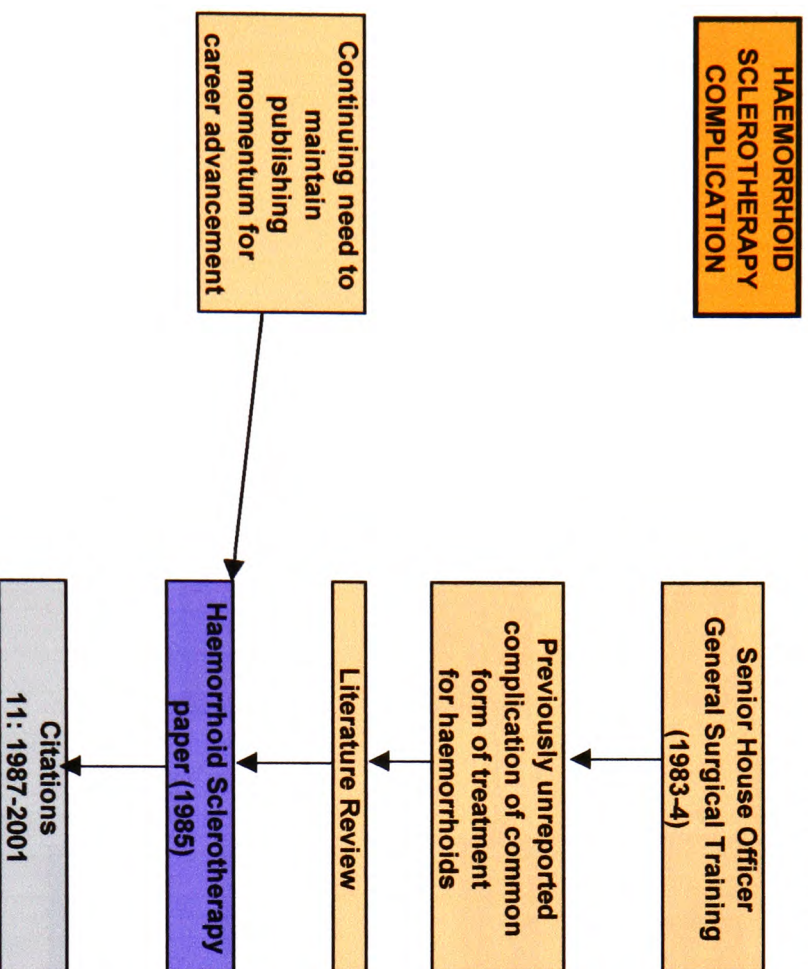 HAEMORRHOID
SCLEROTHERAPY
COMPLICATION
Senior House Officer
General Surgical Training
(1983-4)
Previously unreported
complication of common
form of treatment
for haemorrhoids
Literature Review
Continuing need to
maintain
publishing
momentum for
career advancement
Haemorrhoid Sclerotherapy
paper (1985)
Citations
11: 1987-2001